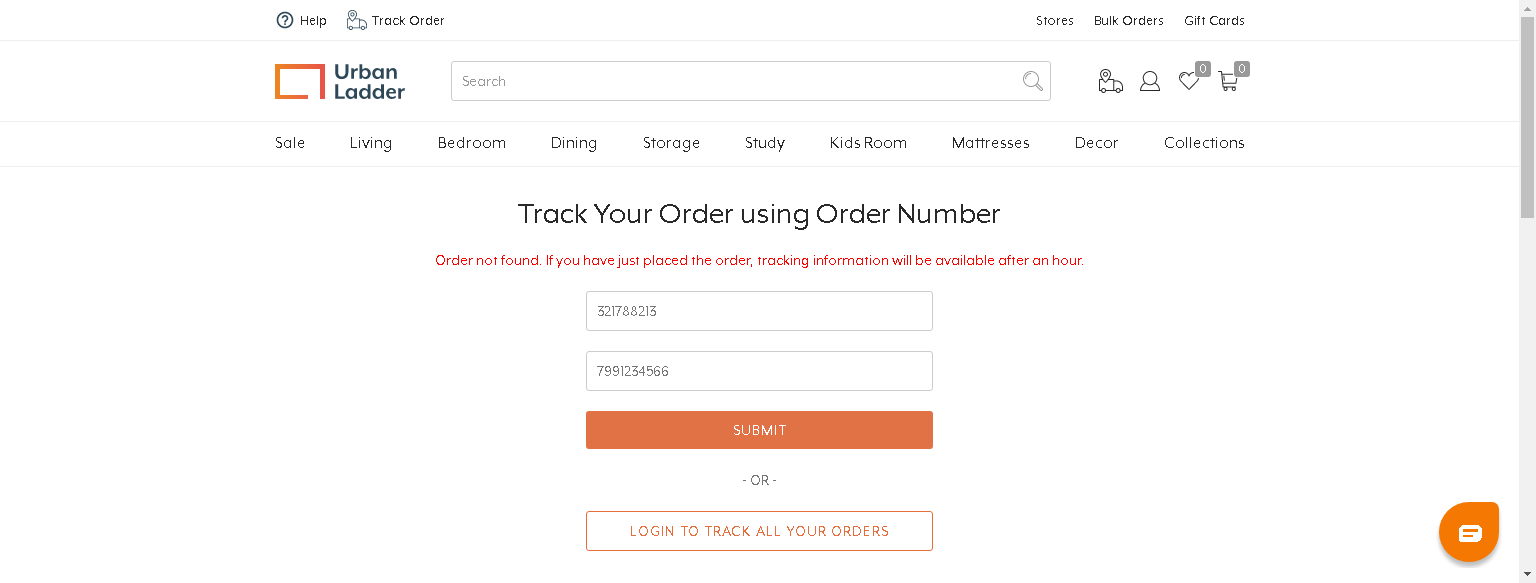 Help Track Order Stores Bulk Orders Gift Cards
Urban
Ladder
Search
0 0
Sale Living Bedroom Dining Storage Study Kids Room Mattresses Decor Collections
Track Your Order using Order Number
Order not found. If you have just placed the order, tracking information will be available after an hour.
321788213
7991234566
SUBMIT
- OR -
LOGIN TO TRACK ALL YOUR ORDERS